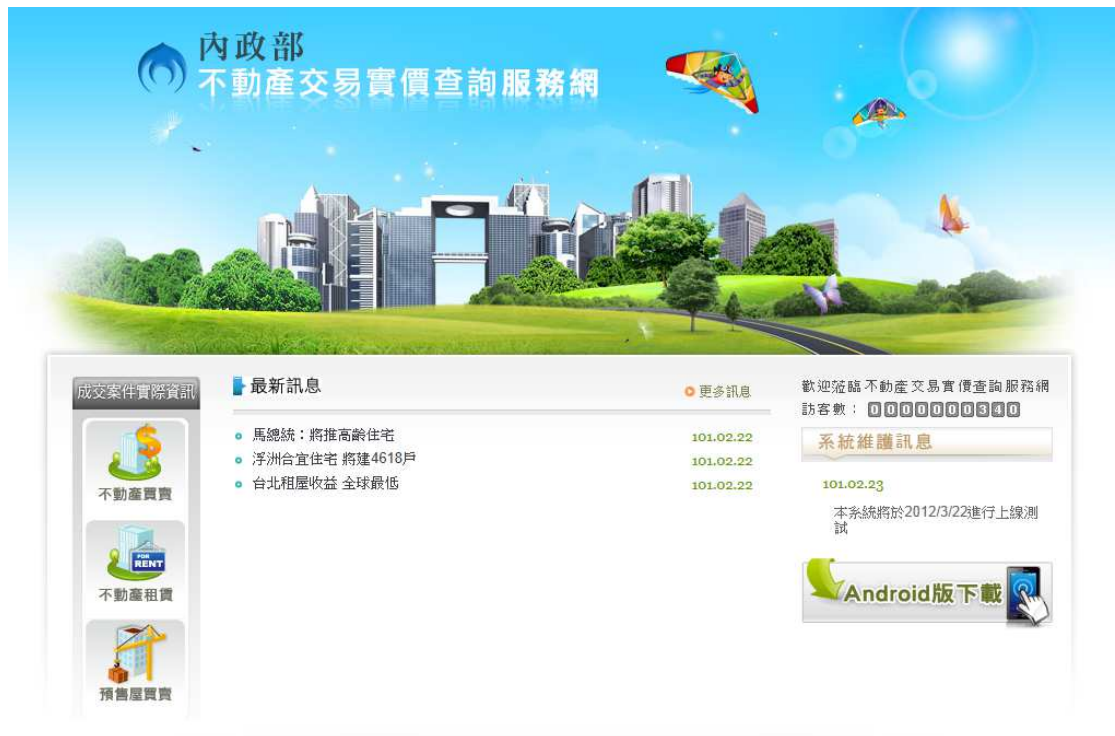 內政部
不動產交易實價查詢服務網
成交案件實際資訊
不動產買賣
FOR
RENT
不動產租賃
預售屋買賣
最新訊息
更多訊息
馬總統：將推高齡住宅 101.02.22
浮洲合宜住宅 將建4618戶 101.02.22
台北租屋收益 全球最低 101.02.22
歡迎蒞臨不動產交易實價查詢服務網
訪客數： 0000000340
系統維護訊息
101.02.23
本系統將於2012/3/22進行上線測
試
Android版下載